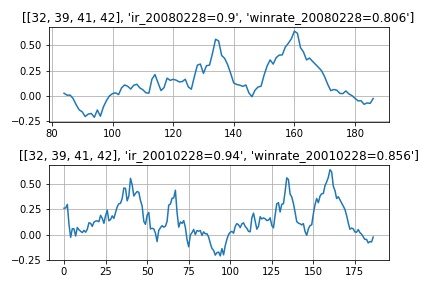 [[32, 39, 41, 42], 'ir_20080228=0.9', 'winrate_20080228=0.806']
0.50
0.25
0.00
−0.25
80 100 120 140 160 180
[[32, 39, 41, 42], 'ir_20010228=0.94', 'winrate_20010228=0.856']
0.50
0.25
0.00
−0.25
0 25 50 75 100 125 150 175